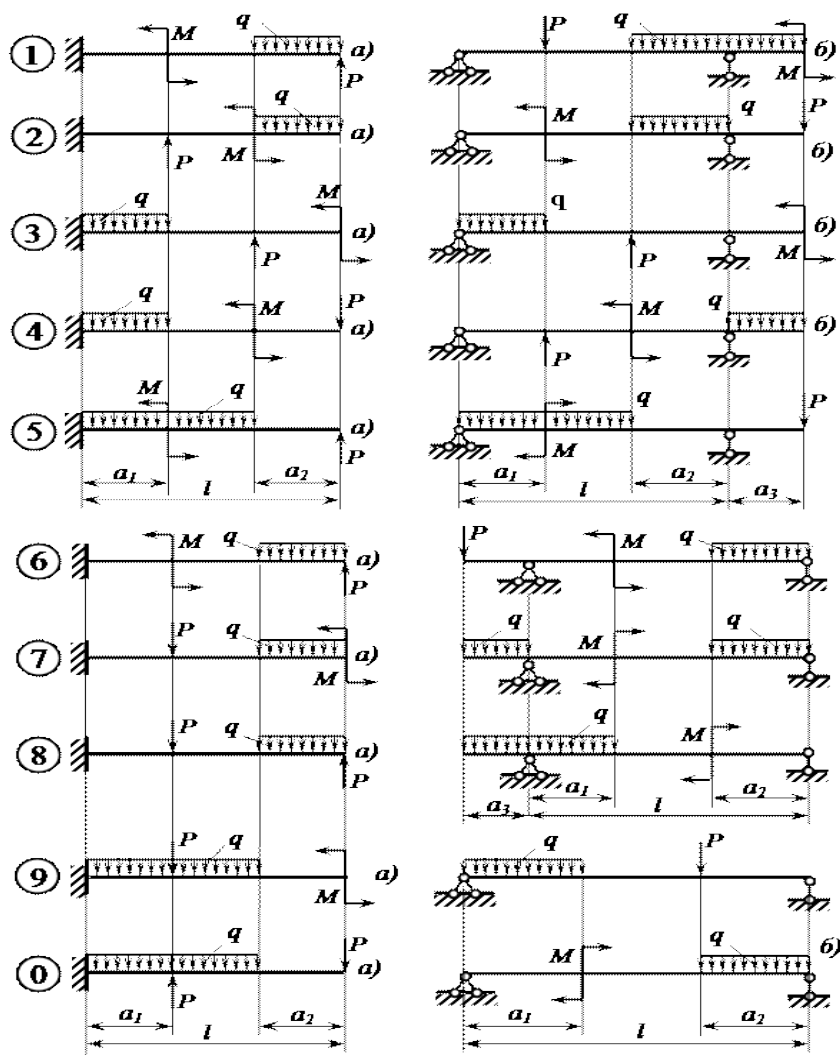 M q а) P q б)
1
P M
M q P
2 а) б)
P M
q M q
3 а) б)
P P M
q M P q
4 а) б)
P
M q q P
5 а)
P M
a₁ a₂ a₁ a₂ a₃
l l
M q P M q
6 а)
P
P q q M q
7 а)
M
P q q M
8 а)
P
a₁ a₂
a₃ l
P q q P
9 а)
M
q P M q б)
0 а)
P
a₁ a₂ a₁ a₂
l l